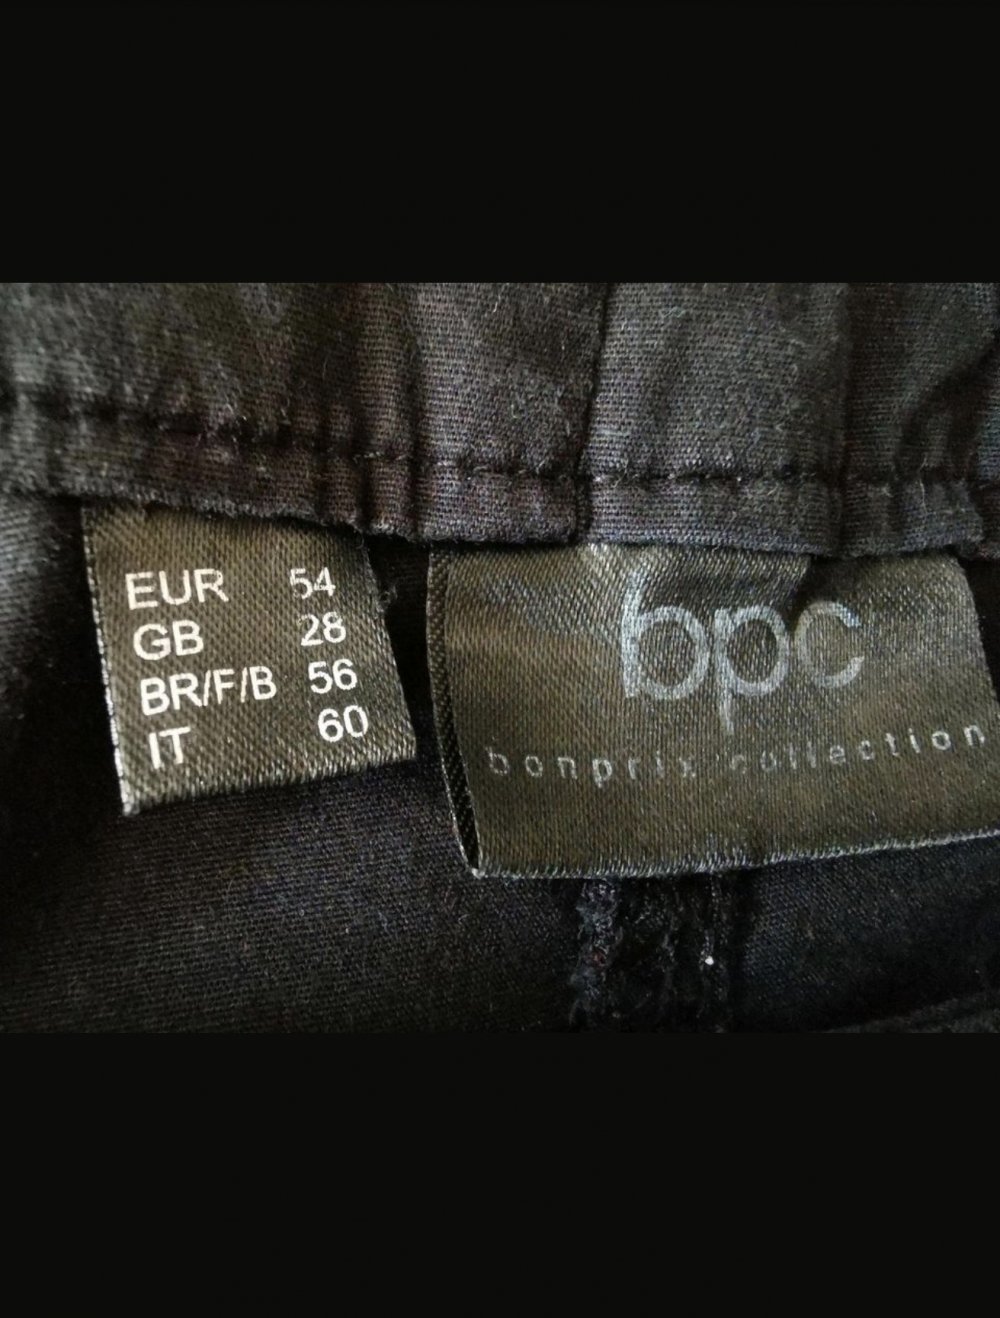 EUR 54
GB 28
BR/F/B 56
IT 60
bpc
bonprix collection